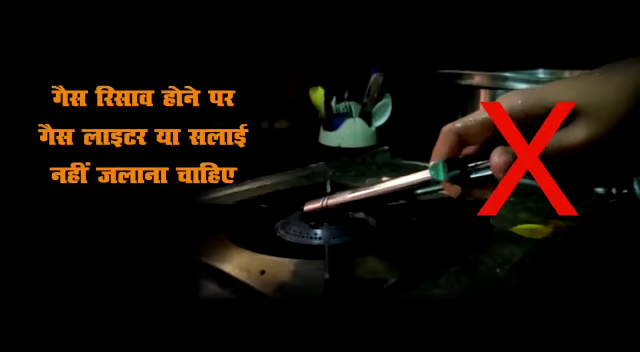 गैस रिसाव होने पर
गैस लाइटर या सलाई
नहीं जलाना चाहिए